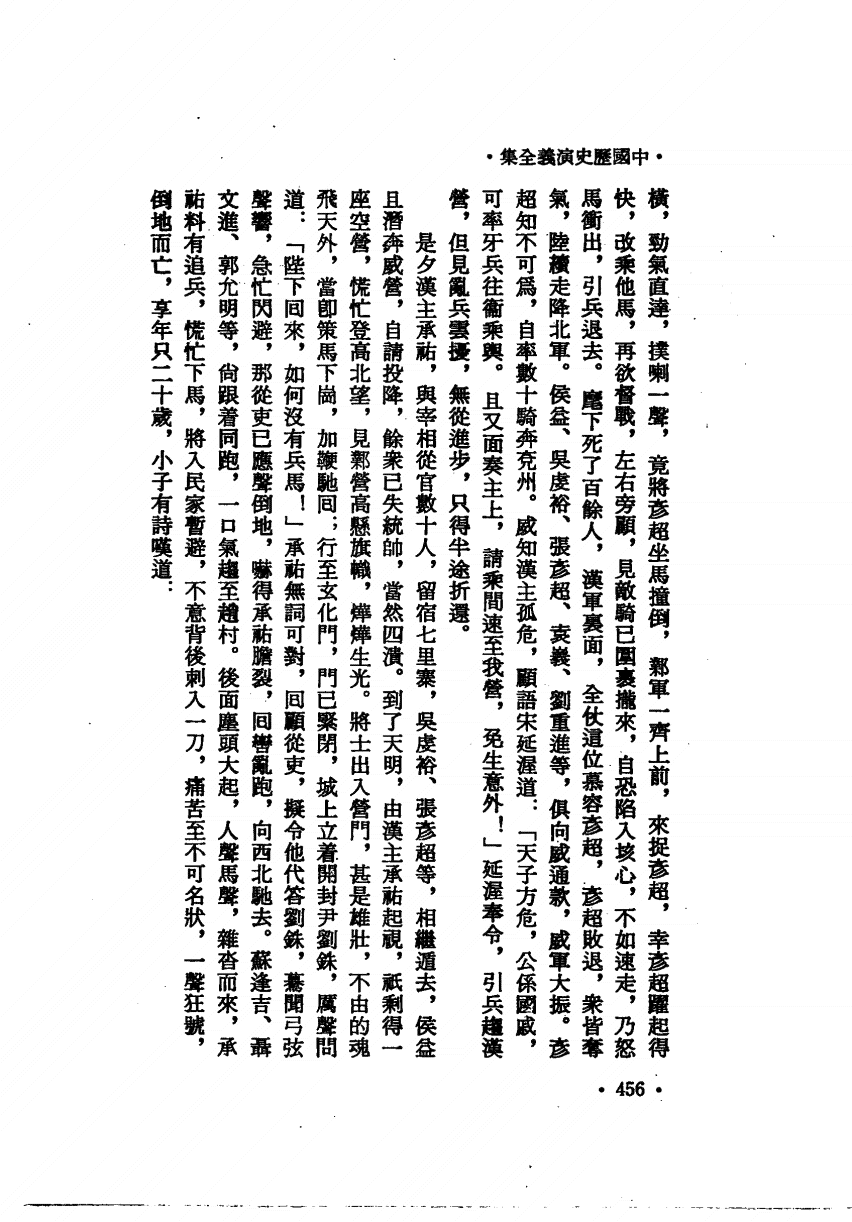 •中國歷史演義全集•
橫，勁氣直達，撲喇一聲，竟將彥超坐馬撞倒，鄴軍一齊上前，來捉彥超，幸彥超躍起得
快，改乘他馬，再欲督戰，左右旁顧，見敵騎已圍裹攏來，自恐陷入垓心，不如速走，乃怒
馬衝出，引兵退去。麾下死了百餘人，漢軍裏面，全仗這位慕容彥超，彥超敗退，衆皆奪
氣，陸續走降北軍。侯益、吳虔裕、張彥超、袁義、劉重進等，俱向威通款，威軍大振。彥
超知不可爲，自率數十騎奔兗州。威知漢主孤危，顧語宋延渥道：「天子方危，公係國戚，
可率牙兵往衞乘輿。且又面奏主上，請乘間速至我營，免生意外！」延渥奉令，引兵趨漢
營，但見亂兵雲擾，無從進步，只得半途折還。
是夕漢主承祐，與宰相從官數十人，留宿七里寨，吳虔裕、張彥超等，相繼遁去，侯益
且潛奔威營，自請投降，餘衆已失統帥，當然四潰。到了天明，由漢主承祐起視，祇剩得一
座空營，慌忙登高北望，見鄴營高懸旗幟，燁燁生光。將士出入營門，甚是雄壯，不由的魂
飛天外，當卽策馬下崗，加鞭馳回；行至玄化門，門已緊閉，城上立着開封尹劉銖，厲聲問
道：「陛下回來，如何沒有兵馬！」承祐無詞可對，回顧從吏，擬令他代答劉銖，驀聞弓弦
聲響，急忙閃避，那從吏已應聲倒地，嚇得承祐膽裂，回轡亂跑，向西北馳去。蘇逢吉、聶
文進、郭允明等，尙跟着同跑，一口氣趨至趙村。後面塵頭大起，人聲馬聲，雜沓而來，承
祐料有追兵，慌忙下馬，將入民家暫避，不意背後刺入一刀，痛苦至不可名狀，一聲狂號，
倒地而亡，享年只二十歲，小子有詩嘆道：
•456•